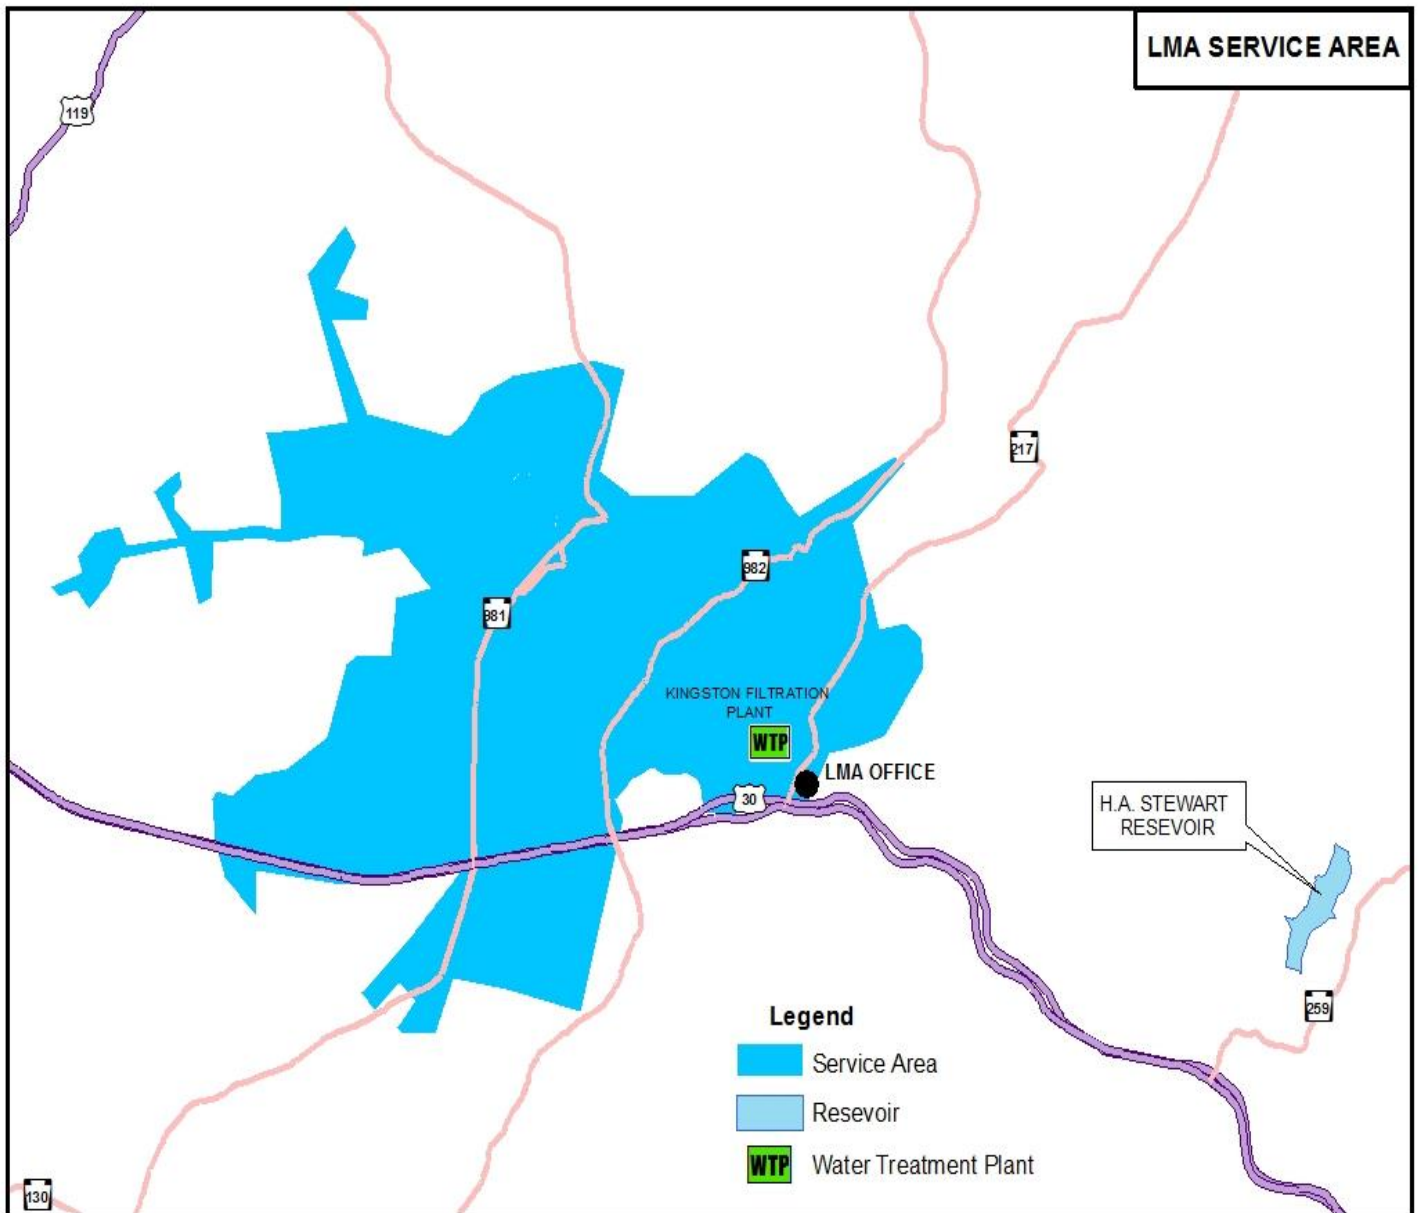 LMA SERVICE AREA
119
217
982
981
KINGSTON FILTRATION
PLANT
WTP
LMA OFFICE
30
H.A. STEWART
RESEVOIR
259
Legend
Service Area
Resevoir
WTP Water Treatment Plant
130